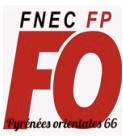 FNEC FP
FO
Pyrénées orientales 66